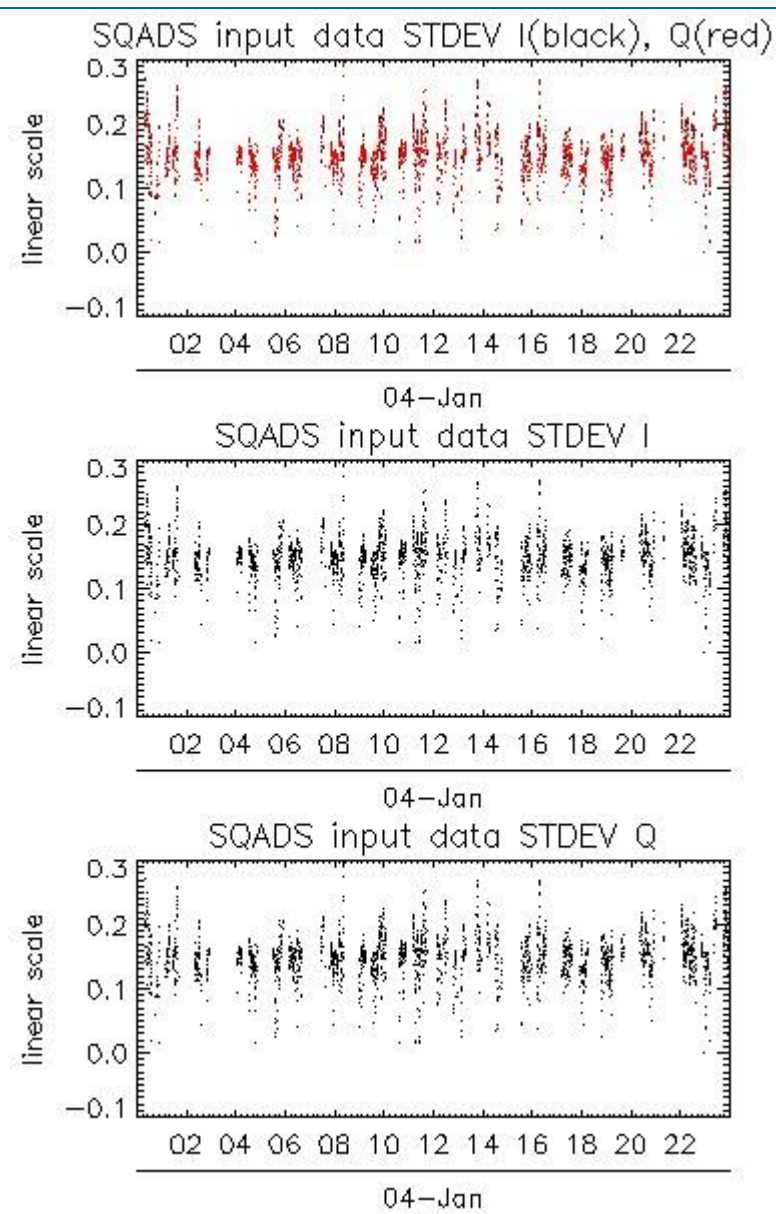 SQADS input data STDEV I(black), Q(red)
0.3
0.2
0.1
0.0
−0.1
linear scale
02 04 06 08 10 12 14 16 18 20 22
04−Jan
SQADS input data STDEV I
0.3
0.2
0.1
0.0
−0.1
linear scale
02 04 06 08 10 12 14 16 18 20 22
04−Jan
SQADS input data STDEV Q
0.3
0.2
0.1
0.0
−0.1
linear scale
02 04 06 08 10 12 14 16 18 20 22
04−Jan